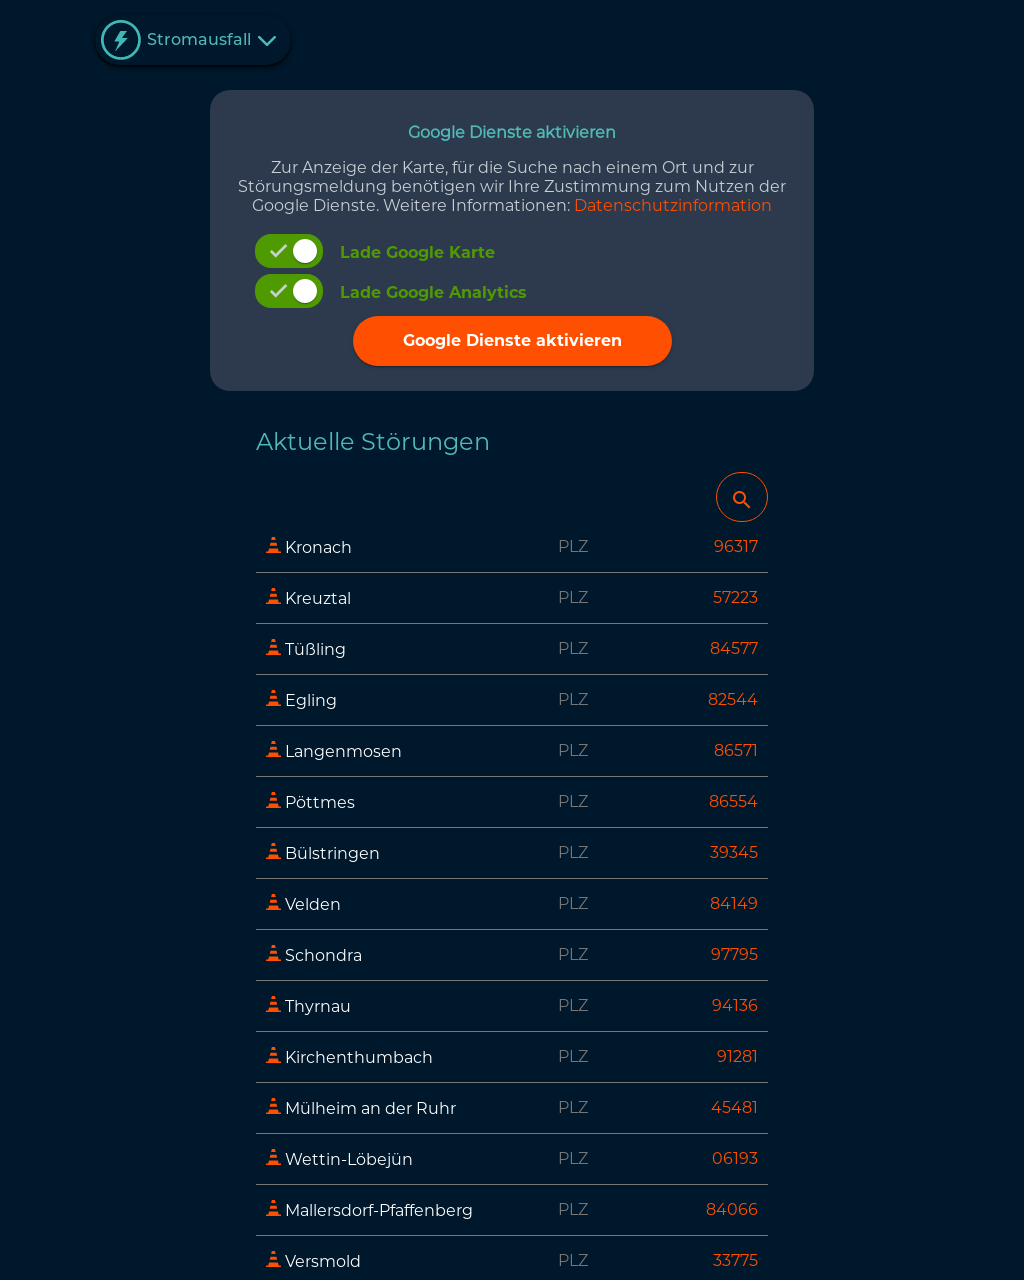 Stromausfall
Google Dienste aktivieren
Zur Anzeige der Karte, für die Suche nach einem Ort und zur
Störungsmeldung benötigen wir Ihre Zustimmung zum Nutzen der
Google Dienste. Weitere Informationen: Datenschutzinformation
Lade Google Karte
Lade Google Analytics
Google Dienste aktivieren
Aktuelle Störungen
Kronach PLZ 96317
Kreuztal PLZ 57223
Tüßling PLZ 84577
Egling PLZ 82544
Langenmosen PLZ 86571
Pöttmes PLZ 86554
Bülstringen PLZ 39345
Velden PLZ 84149
Schondra PLZ 97795
Thyrnau PLZ 94136
Kirchenthumbach PLZ 91281
Mülheim an der Ruhr PLZ 45481
Wettin-Löbejün PLZ 06193
Mallersdorf-Pfaffenberg PLZ 84066
Versmold PLZ 33775